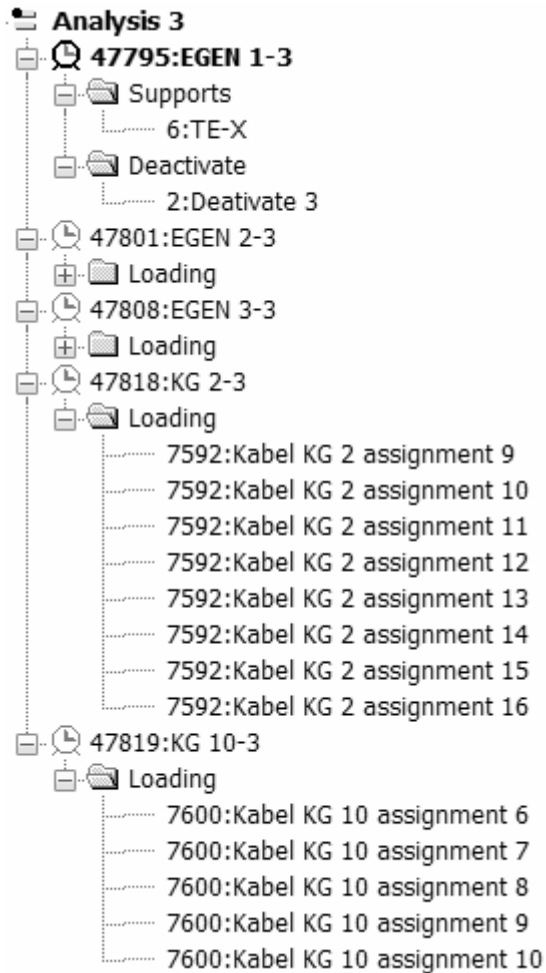 Analysis 3
47795:EGEN 1-3
Supports
6:TE-X
Deactivate
2:Deativate 3
47801:EGEN 2-3
Loading
47808:EGEN 3-3
Loading
47818:KG 2-3
Loading
7592:Kabel KG 2 assignment 9
7592:Kabel KG 2 assignment 10
7592:Kabel KG 2 assignment 11
7592:Kabel KG 2 assignment 12
7592:Kabel KG 2 assignment 13
7592:Kabel KG 2 assignment 14
7592:Kabel KG 2 assignment 15
7592:Kabel KG 2 assignment 16
47819:KG 10-3
Loading
7600:Kabel KG 10 assignment 6
7600:Kabel KG 10 assignment 7
7600:Kabel KG 10 assignment 8
7600:Kabel KG 10 assignment 9
7600:Kabel KG 10 assignment 10